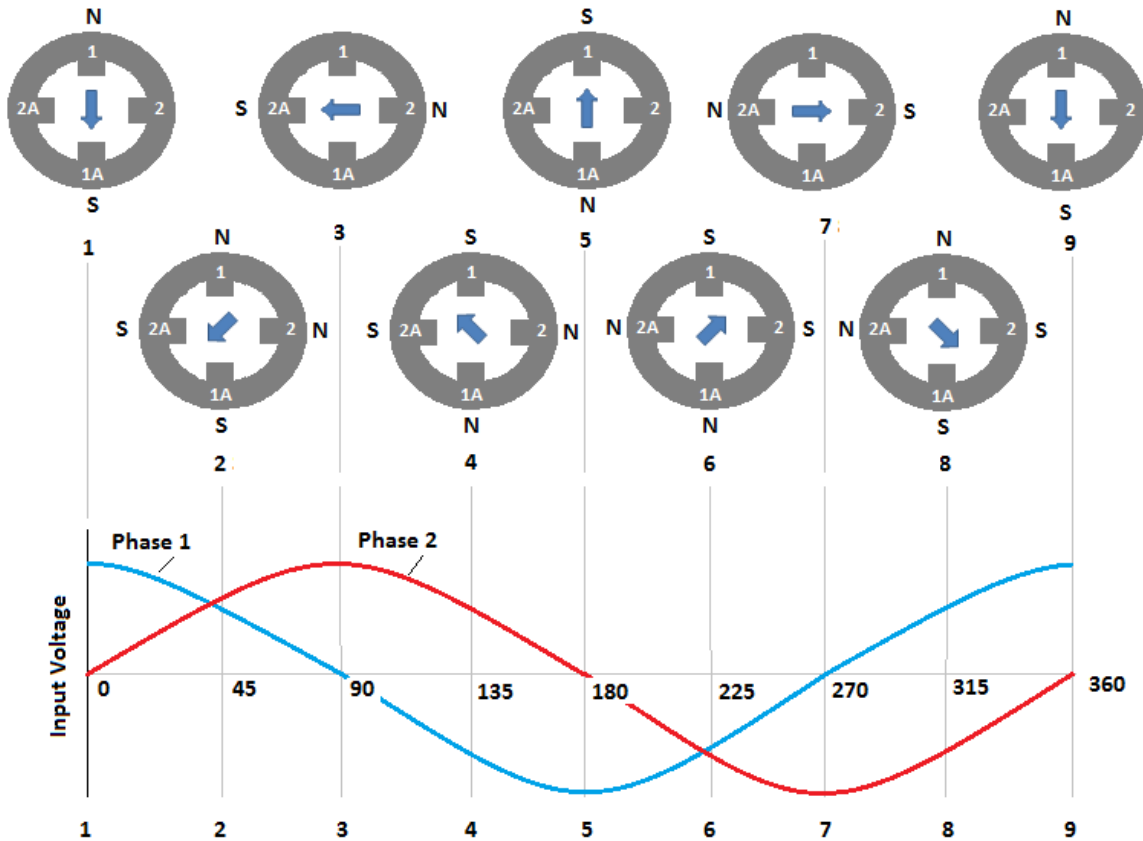 N S N
1 1 1 1 1
2A 2 S 2A 2 N 2A 2 N 2A 2 S 2A 2
1A 1A 1A 1A 1A
S N S
1 3 5 7 9
N S S N
1 1 1 1
S 2A 2 N S 2A 2 N N 2A 2 S N 2A 2 S
1A 1A 1A 1A
S N N S
2 4 6 8
Phase 1 Phase 2
Input Voltage
0 45 90 135 180 225 270 315 360
1 2 3 4 5 6 7 8 9